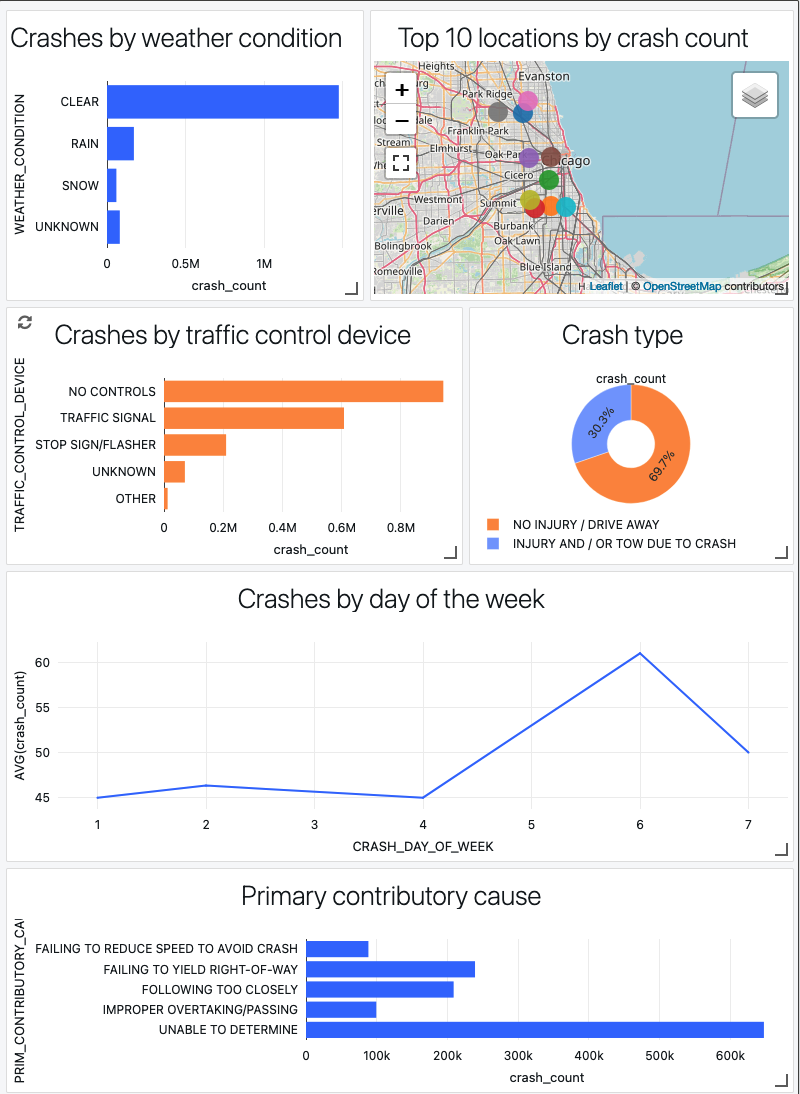 Crashes by weather condition
WEATHER_CONDITION
CLEAR
RAIN
SNOW
UNKNOWN
0 0.5M 1M
crash_count
Top 10 locations by crash count
+
−
Heights
Evanston
Park Ridge
Franklin Park
Stream
Elmhurst
Oak Par
hicago
Cicero
Westmont
Summit
erville
Darien
Burbank
Oak Lawn
Bolingbrook
Romeoville
Blue Island
Leaflet | © OpenStreetMap contributors
Crashes by traffic control device
TRAFFIC_CONTROL_DEVICE
NO CONTROLS
TRAFFIC SIGNAL
STOP SIGN/FLASHER
UNKNOWN
OTHER
0 0.2M 0.4M 0.6M 0.8M
crash_count
Crash type
crash_count
30.3%
69.7%
NO INJURY / DRIVE AWAY
INJURY AND / OR TOW DUE TO CRASH
Crashes by day of the week
AVG(crash_count)
60
55
50
45
1 2 3 4 5 6 7
CRASH_DAY_OF_WEEK
Primary contributory cause
PRIM_CONTRIBUTORY_CAU
FAILING TO REDUCE SPEED TO AVOID CRASH
FAILING TO YIELD RIGHT-OF-WAY
FOLLOWING TOO CLOSELY
IMPROPER OVERTAKING/PASSING
UNABLE TO DETERMINE
0 100k 200k 300k 400k 500k 600k
crash_count